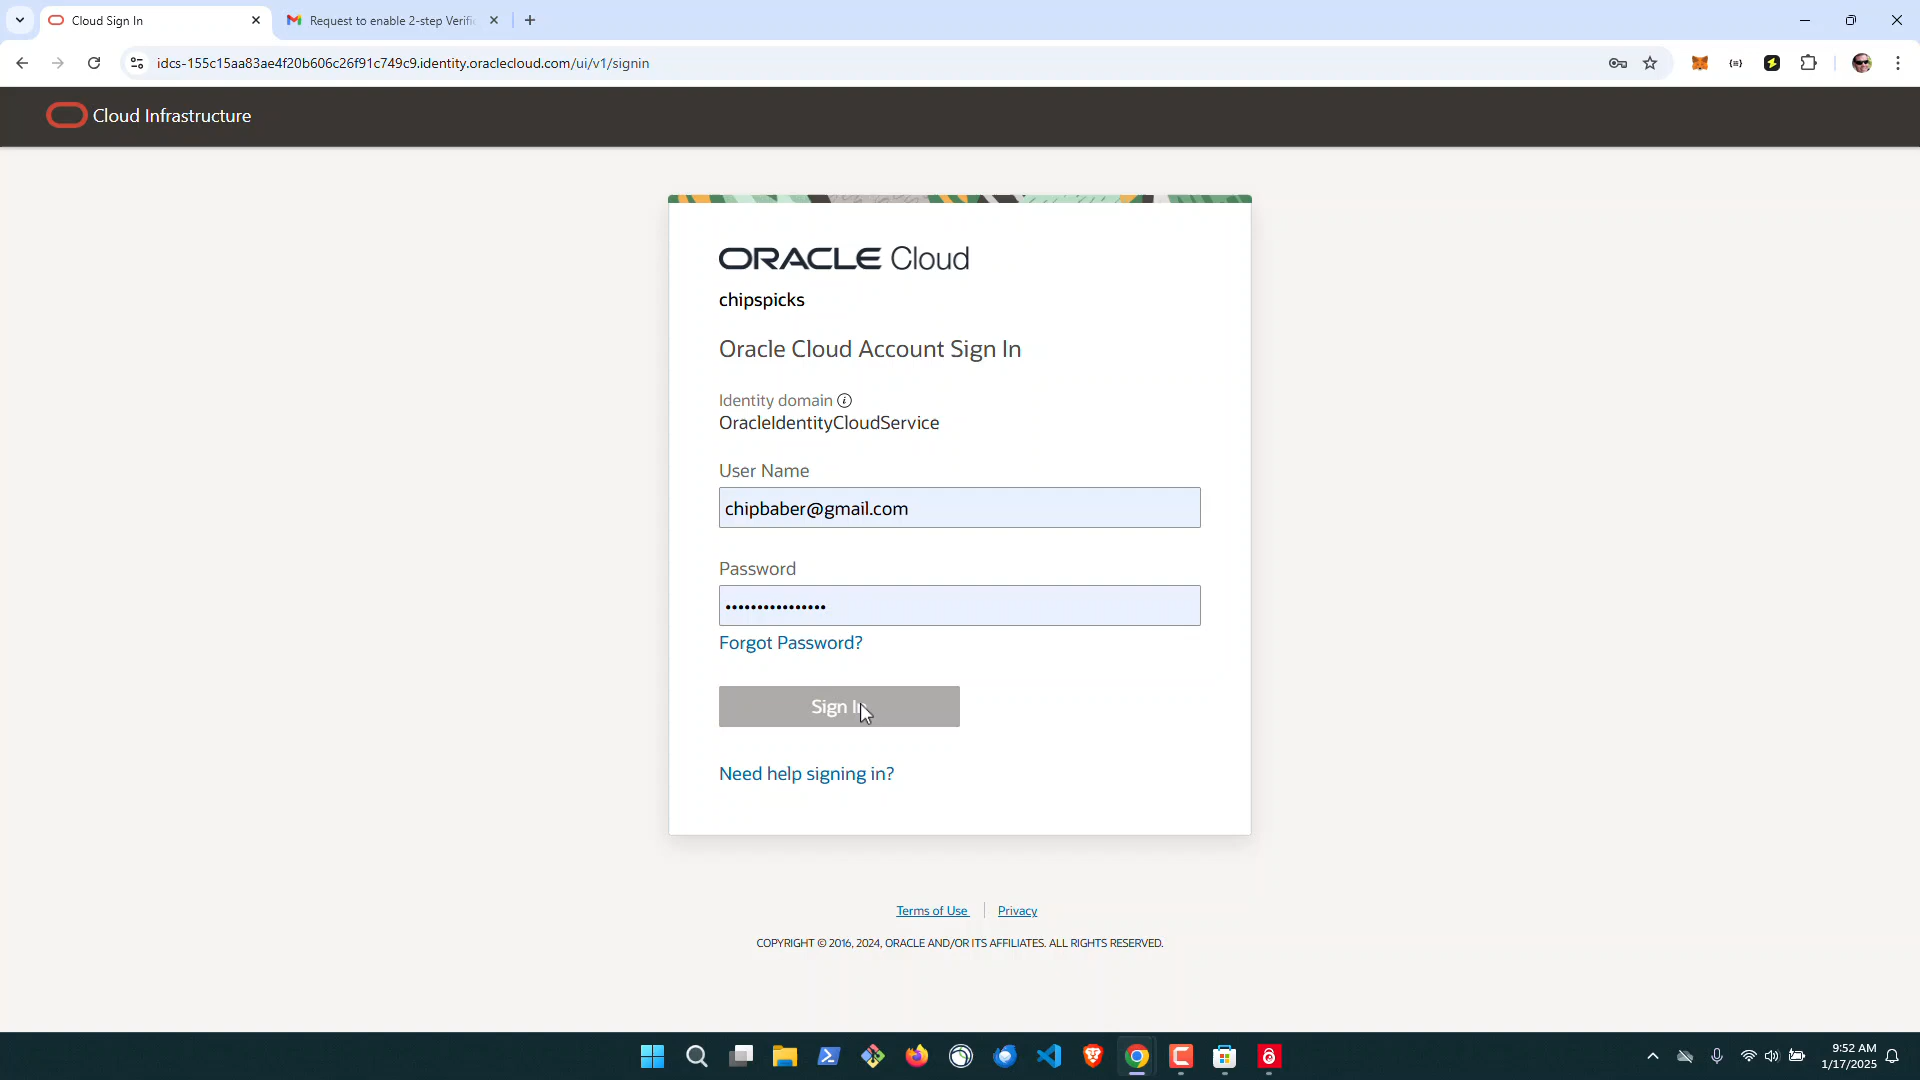 Cloud Sign In
Request to enable 2-step Verific
idcs-155c15aa83ae4f20b606c26f91c749c9.identity.oraclecloud.com/ui/v1/signin
Cloud Infrastructure
ORACLE Cloud
chipspicks
Oracle Cloud Account Sign In
Identity domain
OracleIdentityCloudService
User Name
chipbaber@gmail.com
Password
••••••••••••••••
Forgot Password?
Sign In
Need help signing in?
Terms of Use
Privacy
COPYRIGHT © 2016, 2024, ORACLE AND/OR ITS AFFILIATES. ALL RIGHTS RESERVED.
9:52 AM
1/17/2025